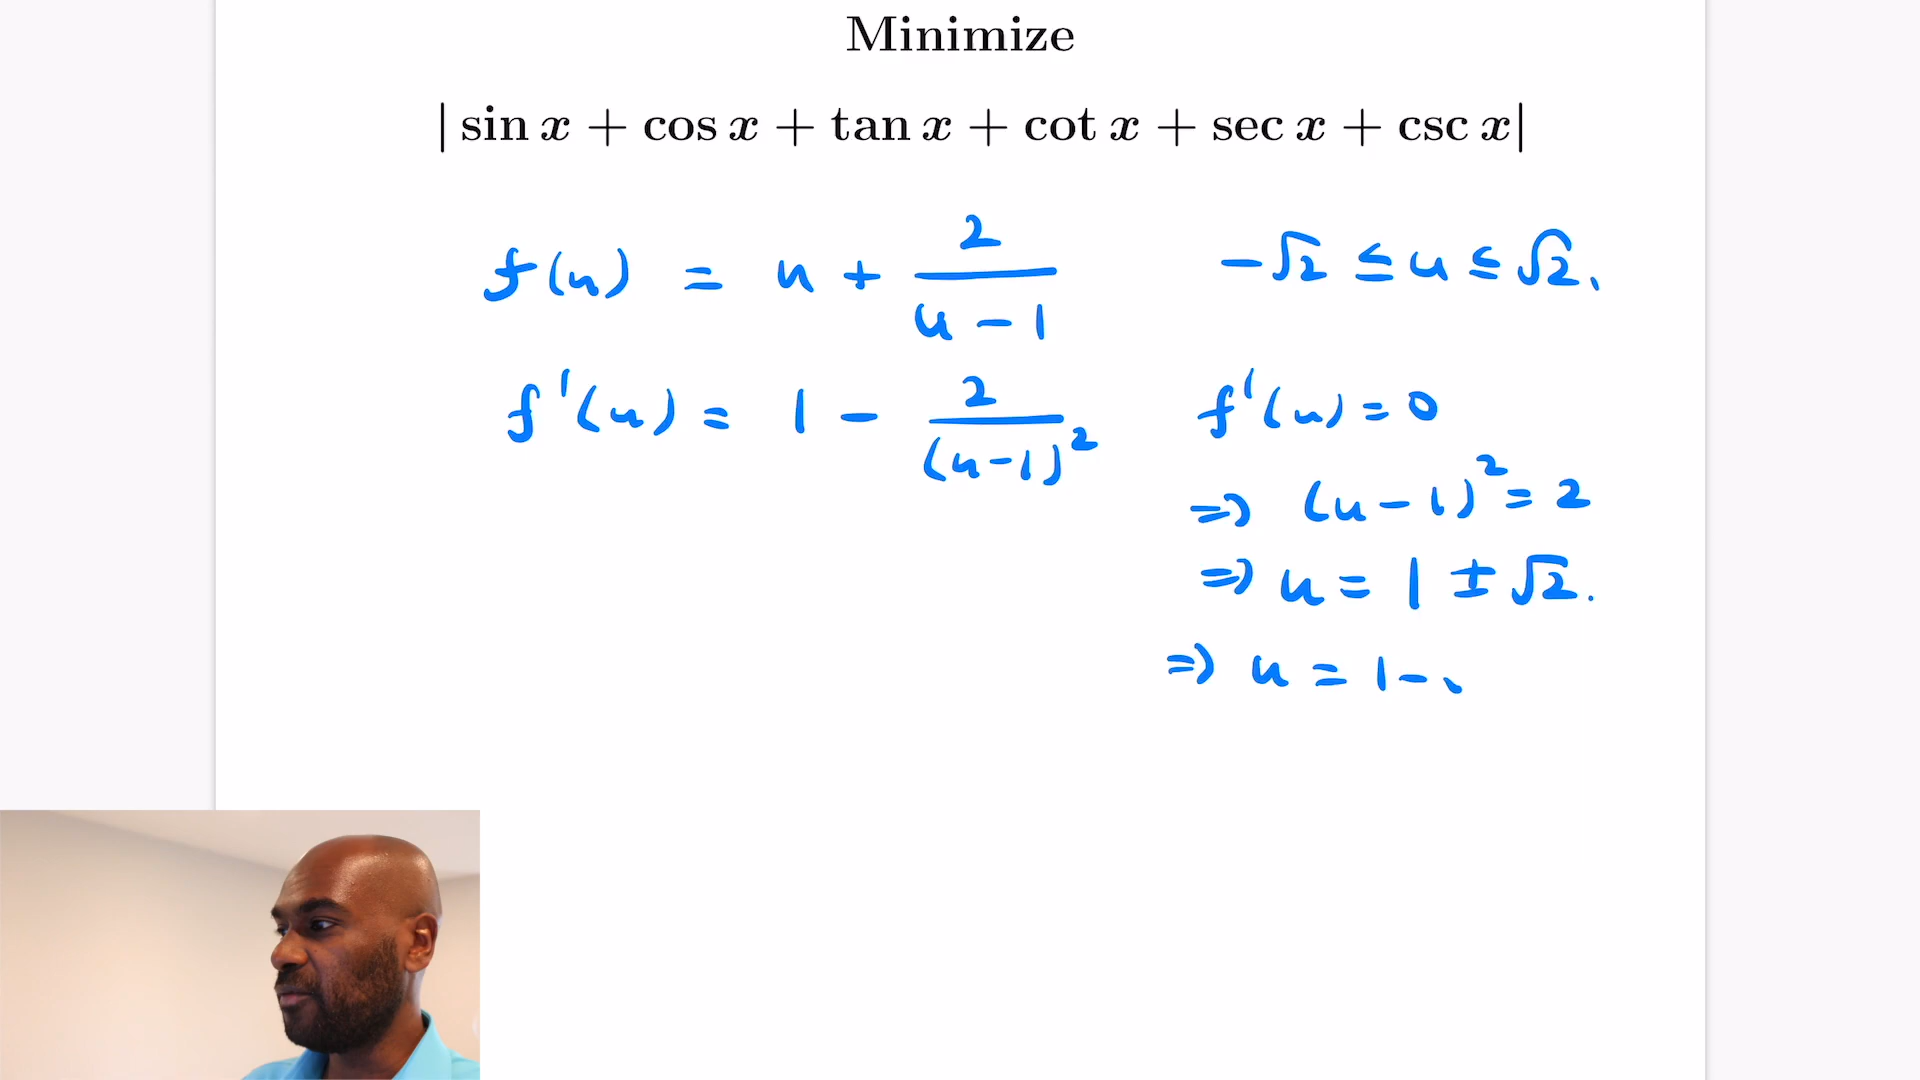 Minimize
| sin x + cos x + tan x + cot x + sec x + csc x|
f(u) = u + 2/(u - 1)   -√2 ≤ u ≤ √2.
f'(u) = 1 - 2/(u-1)²   f'(u) = 0
⇒ (u - 1)² = 2
⇒ u = 1 ± √2.
⇒ u = 1 -